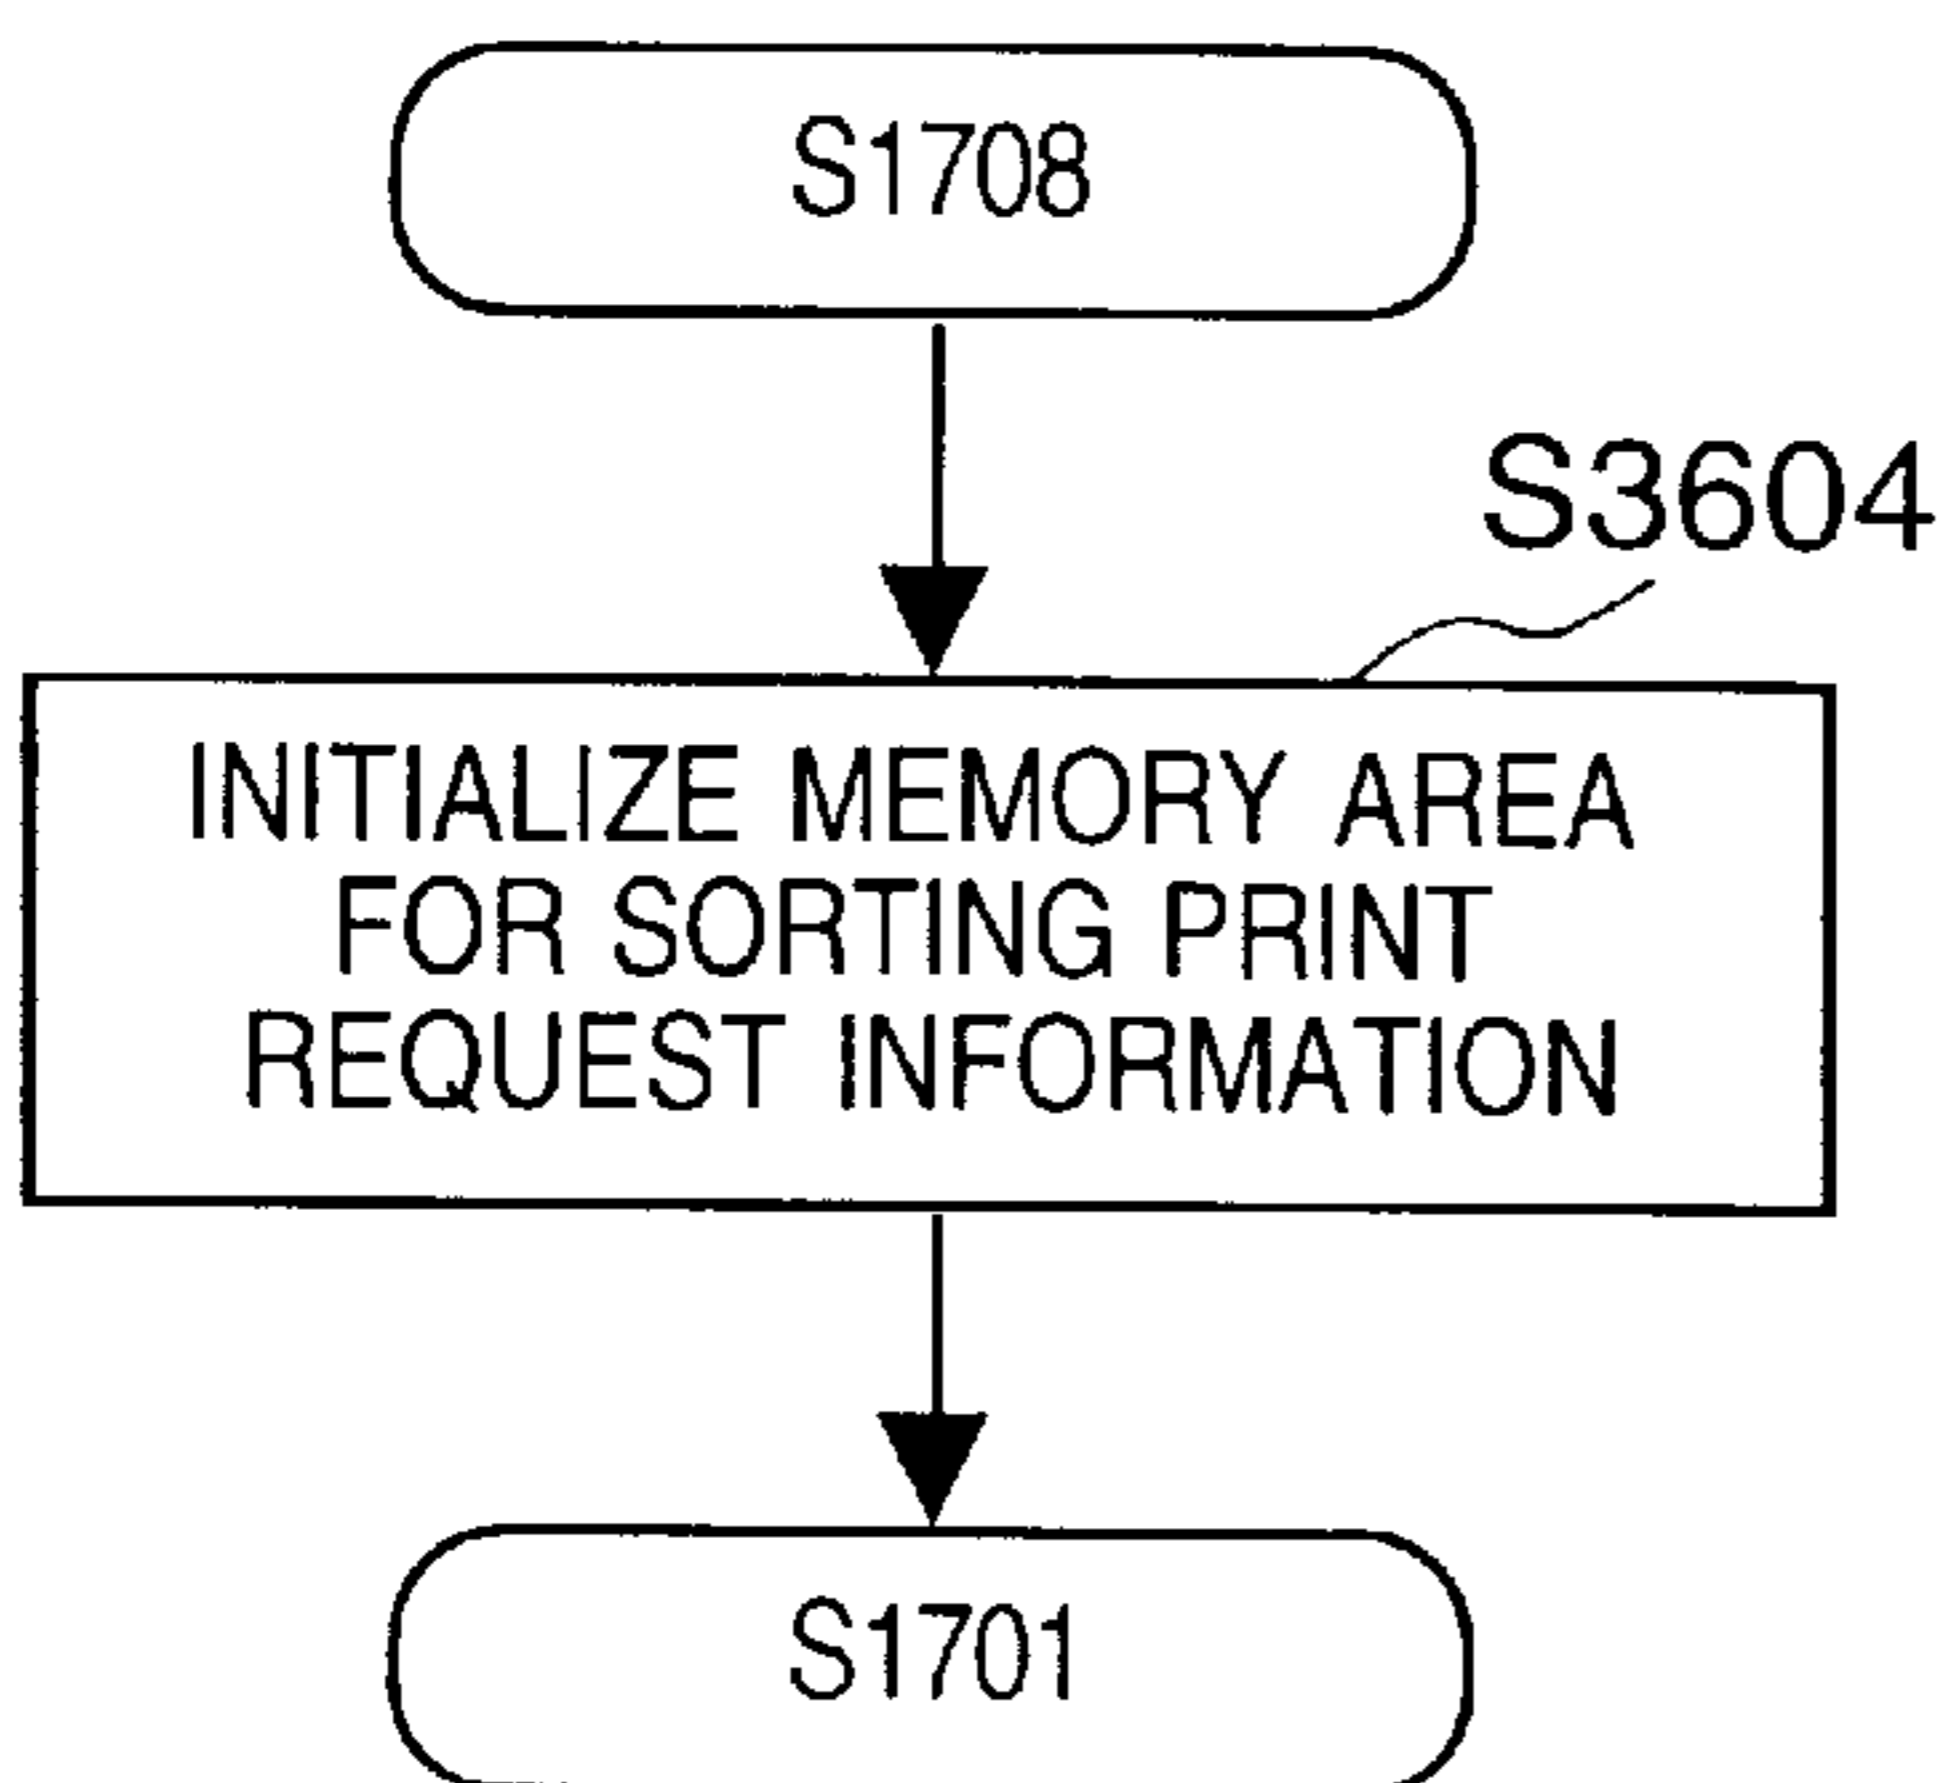 S1708
S3604
INITIALIZE MEMORY AREA
FOR SORTING PRINT
REQUEST INFORMATION
S1701